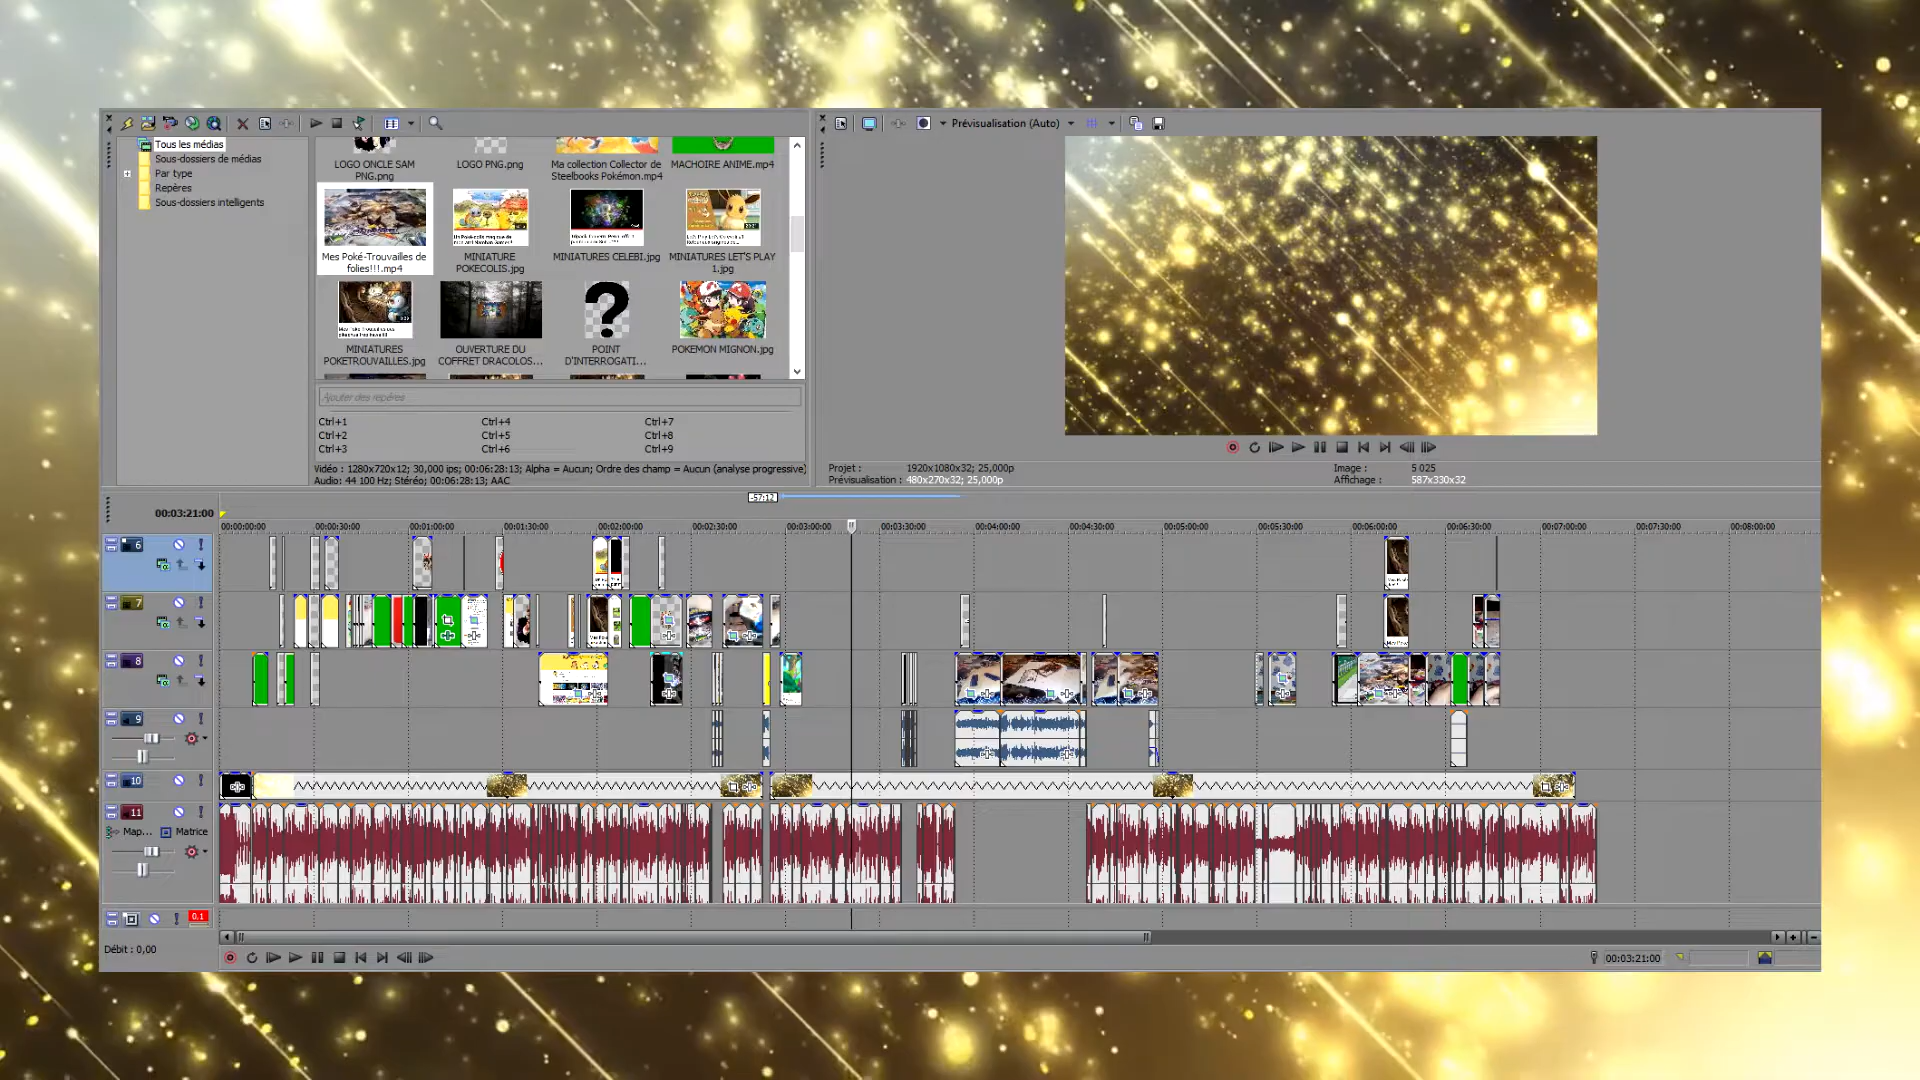 Prévisualisation (Auto)
Tous les médias
Sous-dossiers de médias
Par type
Repères
Sous-dossiers intelligents
LOGO ONCLE SAM PNG.png
LOGO PNG.png
Ma collection Collector de Steelbooks Pokémon.mp4
MACHOIRE ANIME.mp4
Mes Poké-Trouvailles de folies!!!.mp4
MINIATURE POKECOLIS.jpg
MINIATURES CELEBI.jpg
MINIATURES LET'S PLAY 1.jpg
MINIATURES POKETROUVAILLES.jpg
OUVERTURE DU COFFRET DRACOLOS...
POINT D'INTERROGATI...
POKEMON MIGNON.jpg
Ajouter des repères
Ctrl+1 Ctrl+4 Ctrl+7
Ctrl+2 Ctrl+5 Ctrl+8
Ctrl+3 Ctrl+6 Ctrl+9
Vidéo : 1280x720x12; 30,000 ips; 00:06:28:13; Alpha = Aucun; Ordre des champ = Aucun (analyse progressive)
Audio: 44 100 Hz; Stéréo; 00:06:28:13; AAC
Projet : 1920x1080x32; 25,000p
Prévisualisation : 480x270x32; 25,000p
Image : 5 025
Affichage : 587x330x32
-57:12
00:03:21:00
00:00:00:00 00:00:30:00 00:01:00:00 00:01:30:00 00:02:00:00 00:02:30:00 00:03:00:00 00:03:30:00 00:04:00:00 00:04:30:00 00:05:00:00 00:05:30:00 00:06:00:00 00:06:30:00 00:07:00:00 00:07:30:00 00:08:00:00
6
7
8
9
10
11
Map... Matrice
0.1
Débit : 0,00
00:03:21:00